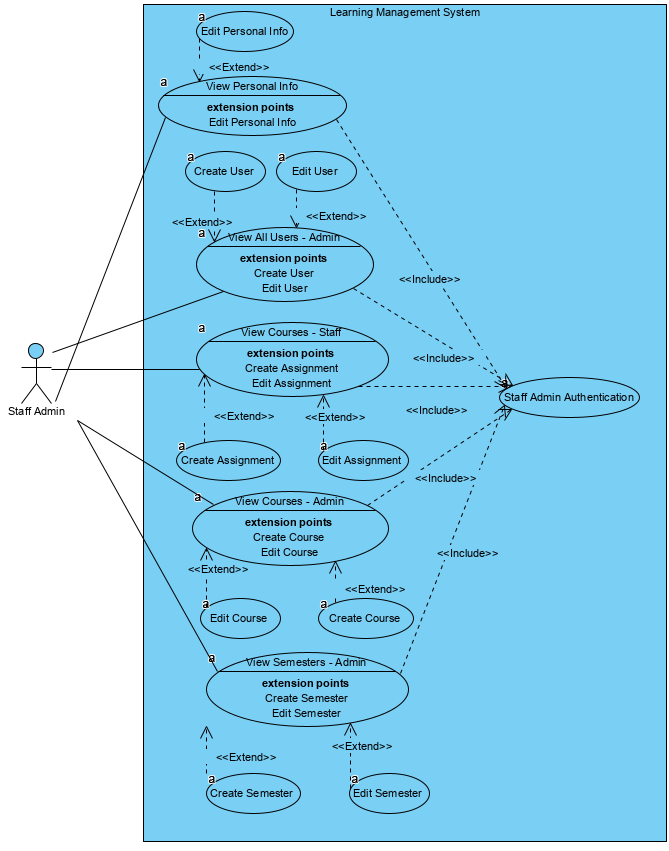 Learning Management System
a
Edit Personal Info
<<Extend>>
a
View Personal Info
extension points
Edit Personal Info
a
Create User
a
Edit User
<<Extend>>
<<Extend>>
a
View All Users - Admin
extension points
Create User
Edit User
<<Include>>
a
View Courses - Staff
extension points
Create Assignment
Edit Assignment
<<Include>>
Staff Admin
a
Staff Admin Authentication
<<Extend>>
<<Extend>>
<<Include>>
a
Create Assignment
a
Edit Assignment
<<Include>>
a
View Courses - Admin
extension points
Create Course
Edit Course
<<Include>>
<<Extend>>
<<Extend>>
a
Edit Course
a
Create Course
a
View Semesters - Admin
extension points
Create Semester
Edit Semester
<<Extend>>
<<Extend>>
a
Create Semester
a
Edit Semester